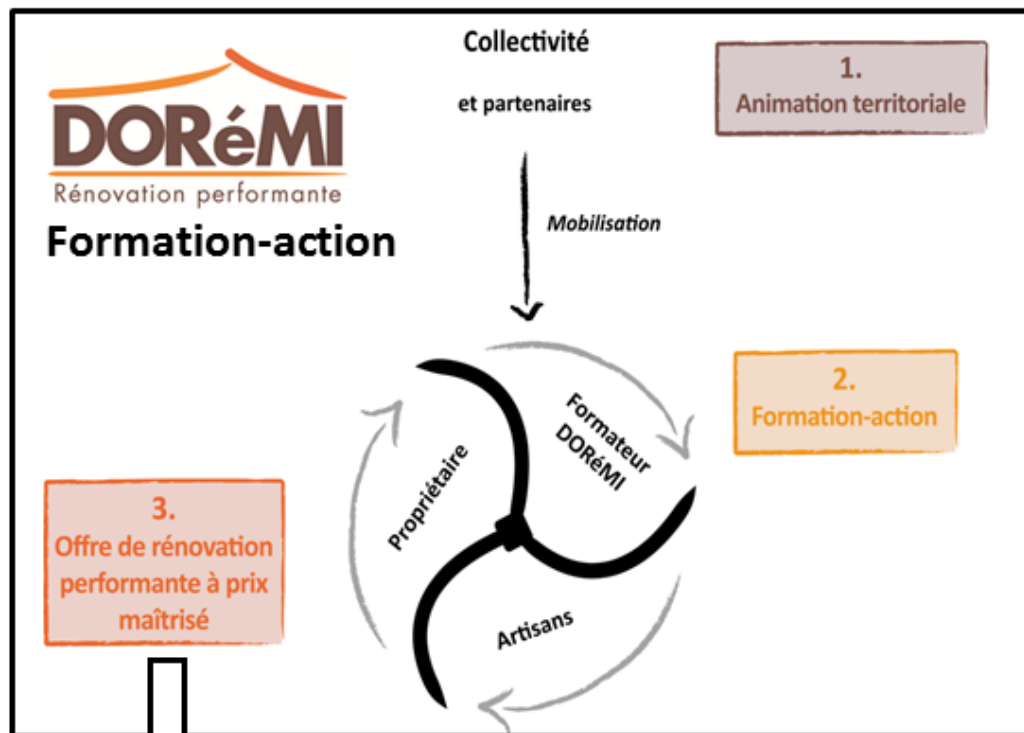 DORéMI
Rénovation performante
Formation-action
Collectivité
et partenaires
Mobilisation
1.
Animation territoriale
2.
Formation-action
3.
Offre de rénovation
performante à prix
maîtrisé
Propriétaire
Formateur
DORéMI
Artisans